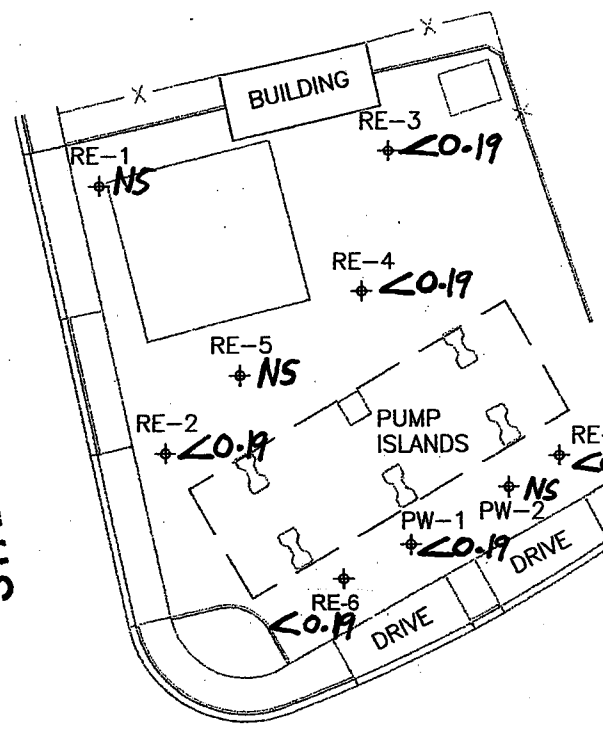 BUILDING
RE-3
<0.19
RE-1
NS
RE-4
<0.19
RE-5
NS
RE-2
<0.19
PUMP
ISLANDS
RE-
<
NS
PW-2
PW-1
<0.19
RE-6
<0.19
DRIVE
DRIVE